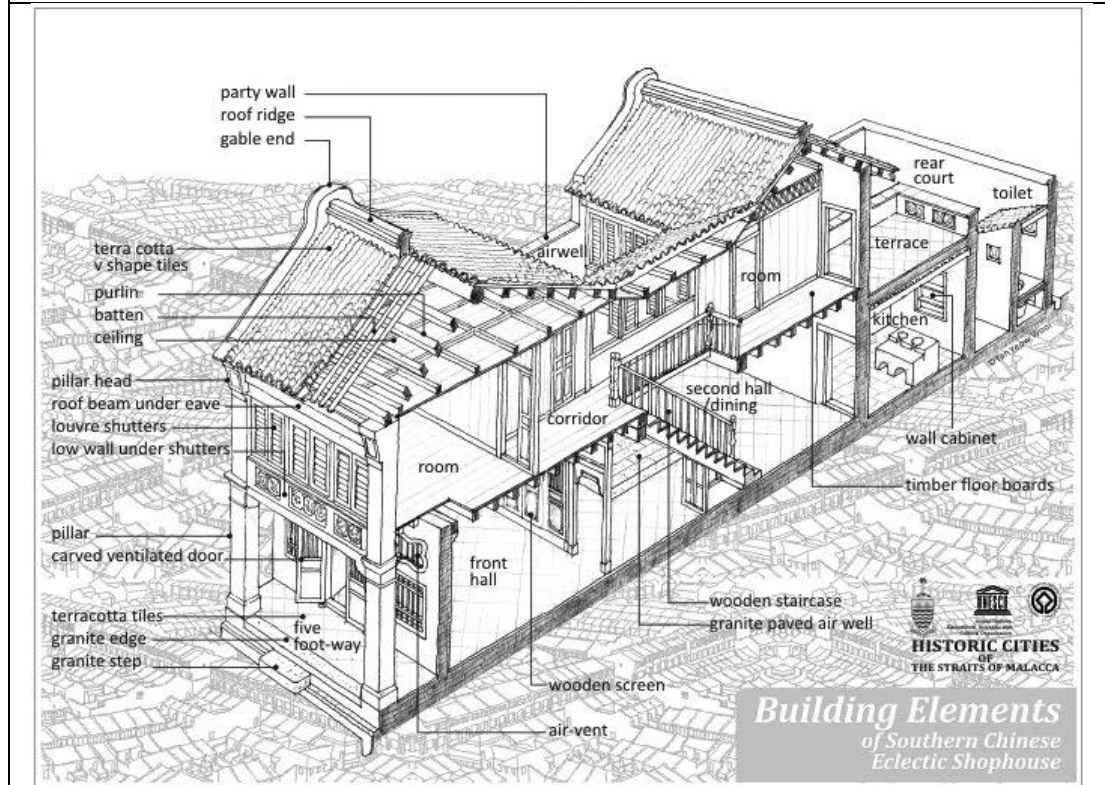 party wall
roof ridge
gable end
terra cotta
v shape tiles
purlin
batten
ceiling
pillar head
roof beam under eave
louvre shutters
low wall under shutters
pillar
carved ventilated door
terracotta tiles
granite edge
granite step
airwell
room
corridor
room
front
hall
five
foot-way
second hall
/dining
rear
court
toilet
terrace
kitchen
©Tan Yeow Wooi
wall cabinet
timber floor boards
wooden staircase
granite paved air well
wooden screen
air-vent
UNESCO
HISTORIC CITIES
OF
THE STRAITS OF MALACCA
Building Elements
of Southern Chinese
Eclectic Shophouse